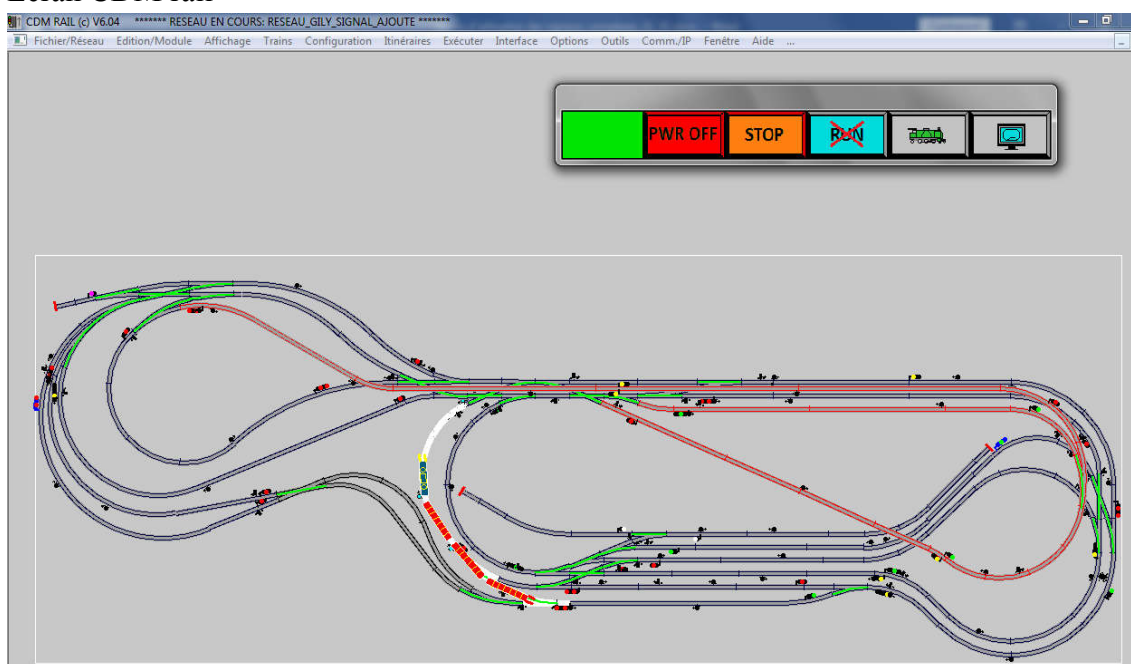 Ecran CDM rail
CDM RAIL (c) V6.04 ******* RESEAU EN COURS: RESEAU_GILY_SIGNAL_AJOUTE *******
Fichier/Réseau Edition/Module Affichage Trains Configuration Itinéraires Exécuter Interface Options Outils Comm./IP Fenêtre Aide ...
PWR OFF STOP RUN